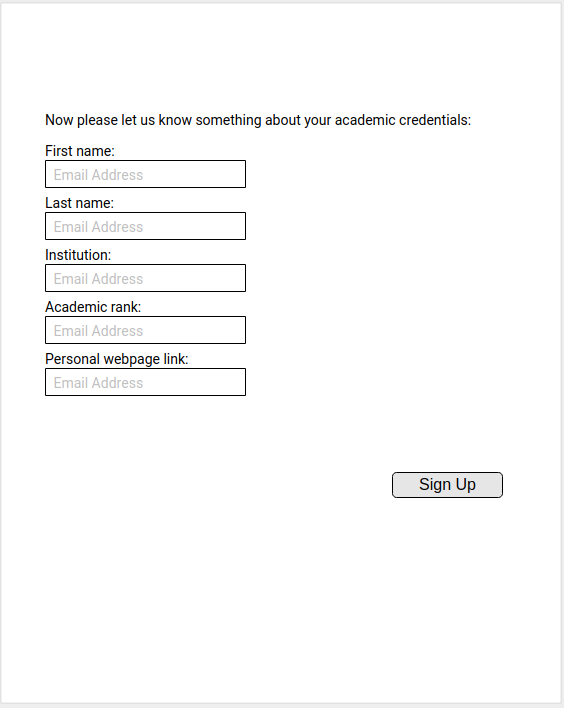 Now please let us know something about your academic credentials:
First name:
Email Address
Last name:
Email Address
Institution:
Email Address
Academic rank:
Email Address
Personal webpage link:
Email Address
Sign Up